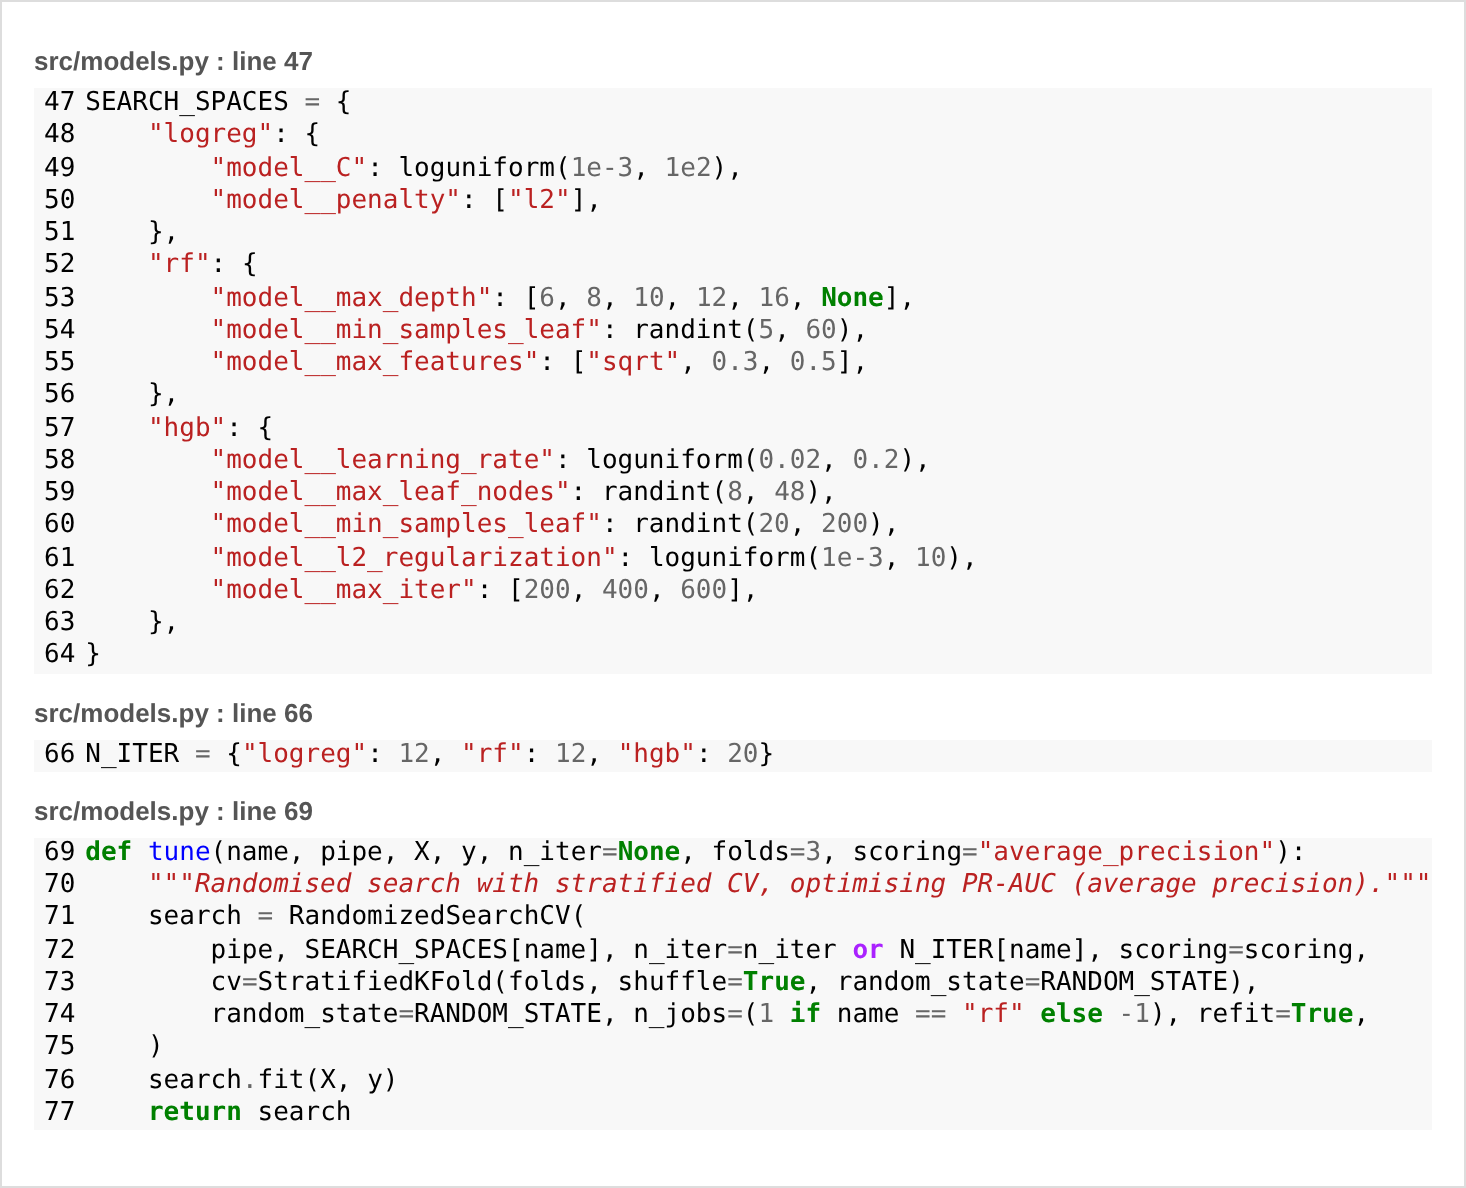 src/models.py : line 47
47 SEARCH_SPACES = {
48     "logreg": {
49         "model__C": loguniform(1e-3, 1e2),
50         "model__penalty": ["l2"],
51     },
52     "rf": {
53         "model__max_depth": [6, 8, 10, 12, 16, None],
54         "model__min_samples_leaf": randint(5, 60),
55         "model__max_features": ["sqrt", 0.3, 0.5],
56     },
57     "hgb": {
58         "model__learning_rate": loguniform(0.02, 0.2),
59         "model__max_leaf_nodes": randint(8, 48),
60         "model__min_samples_leaf": randint(20, 200),
61         "model__l2_regularization": loguniform(1e-3, 10),
62         "model__max_iter": [200, 400, 600],
63     },
64 }
src/models.py : line 66
66 N_ITER = {"logreg": 12, "rf": 12, "hgb": 20}
src/models.py : line 69
69 def tune(name, pipe, X, y, n_iter=None, folds=3, scoring="average_precision"):
70     """Randomised search with stratified CV, optimising PR-AUC (average precision)."""
71     search = RandomizedSearchCV(
72         pipe, SEARCH_SPACES[name], n_iter=n_iter or N_ITER[name], scoring=scoring,
73         cv=StratifiedKFold(folds, shuffle=True, random_state=RANDOM_STATE),
74         random_state=RANDOM_STATE, n_jobs=(1 if name == "rf" else -1), refit=True,
75     )
76     search.fit(X, y)
77     return search